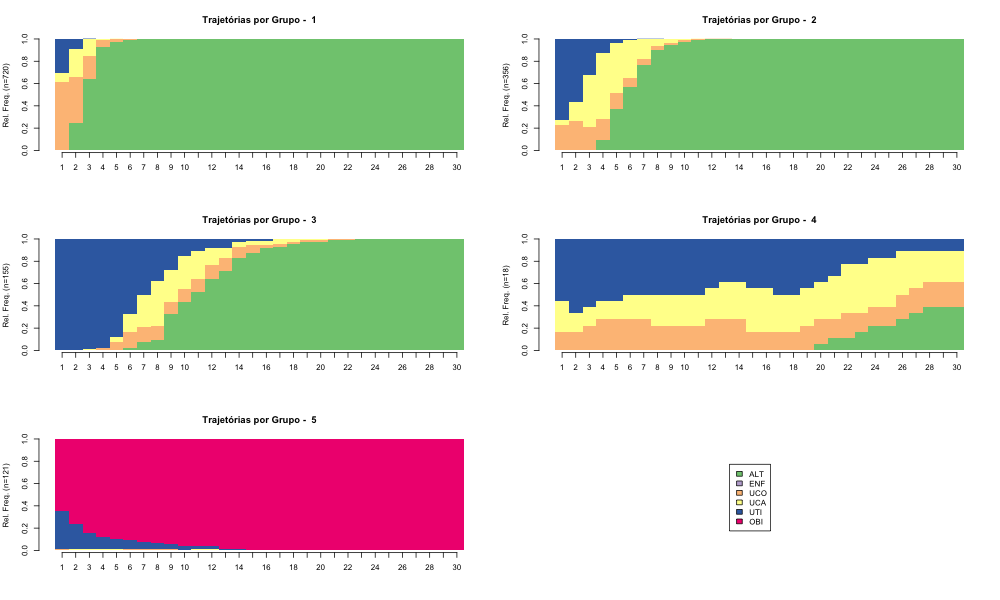 Trajetórias por Grupo - 1
Rel. Freq. (n=720)
0.0 0.2 0.4 0.6 0.8 1.0
1 2 3 4 5 6 7 8 9 10 12 14 16 18 20 22 24 26 28 30
Trajetórias por Grupo - 2
Rel. Freq. (n=356)
0.0 0.2 0.4 0.6 0.8 1.0
1 2 3 4 5 6 7 8 9 10 12 14 16 18 20 22 24 26 28 30
Trajetórias por Grupo - 3
Rel. Freq. (n=155)
0.0 0.2 0.4 0.6 0.8 1.0
1 2 3 4 5 6 7 8 9 10 12 14 16 18 20 22 24 26 28 30
Trajetórias por Grupo - 4
Rel. Freq. (n=18)
0.0 0.2 0.4 0.6 0.8 1.0
1 2 3 4 5 6 7 8 9 10 12 14 16 18 20 22 24 26 28 30
Trajetórias por Grupo - 5
Rel. Freq. (n=121)
0.0 0.2 0.4 0.6 0.8 1.0
1 2 3 4 5 6 7 8 9 10 12 14 16 18 20 22 24 26 28 30
ALT
ENF
UCO
UCA
UTI
OBI